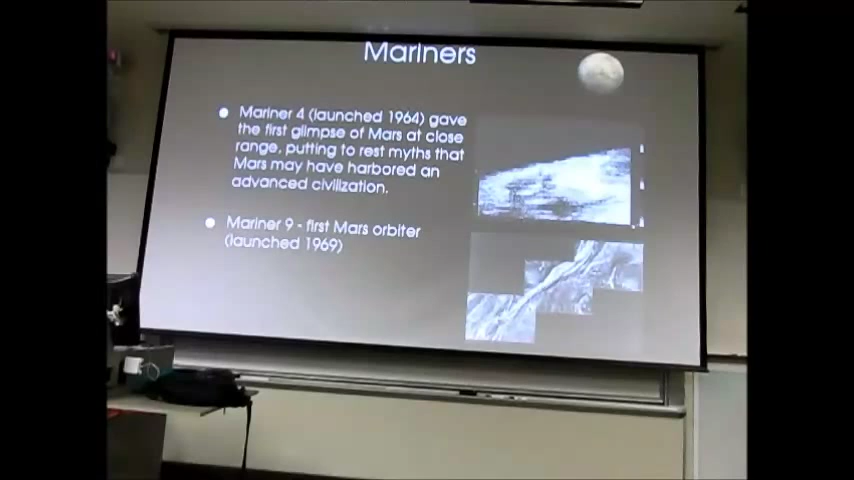 Mariners
Mariner 4 (launched 1964) gave
the first glimpse of Mars at close
range, putting to rest myths that
Mars may have harbored an
advanced civilization.
Mariner 9 - first Mars orbiter
(launched 1969)